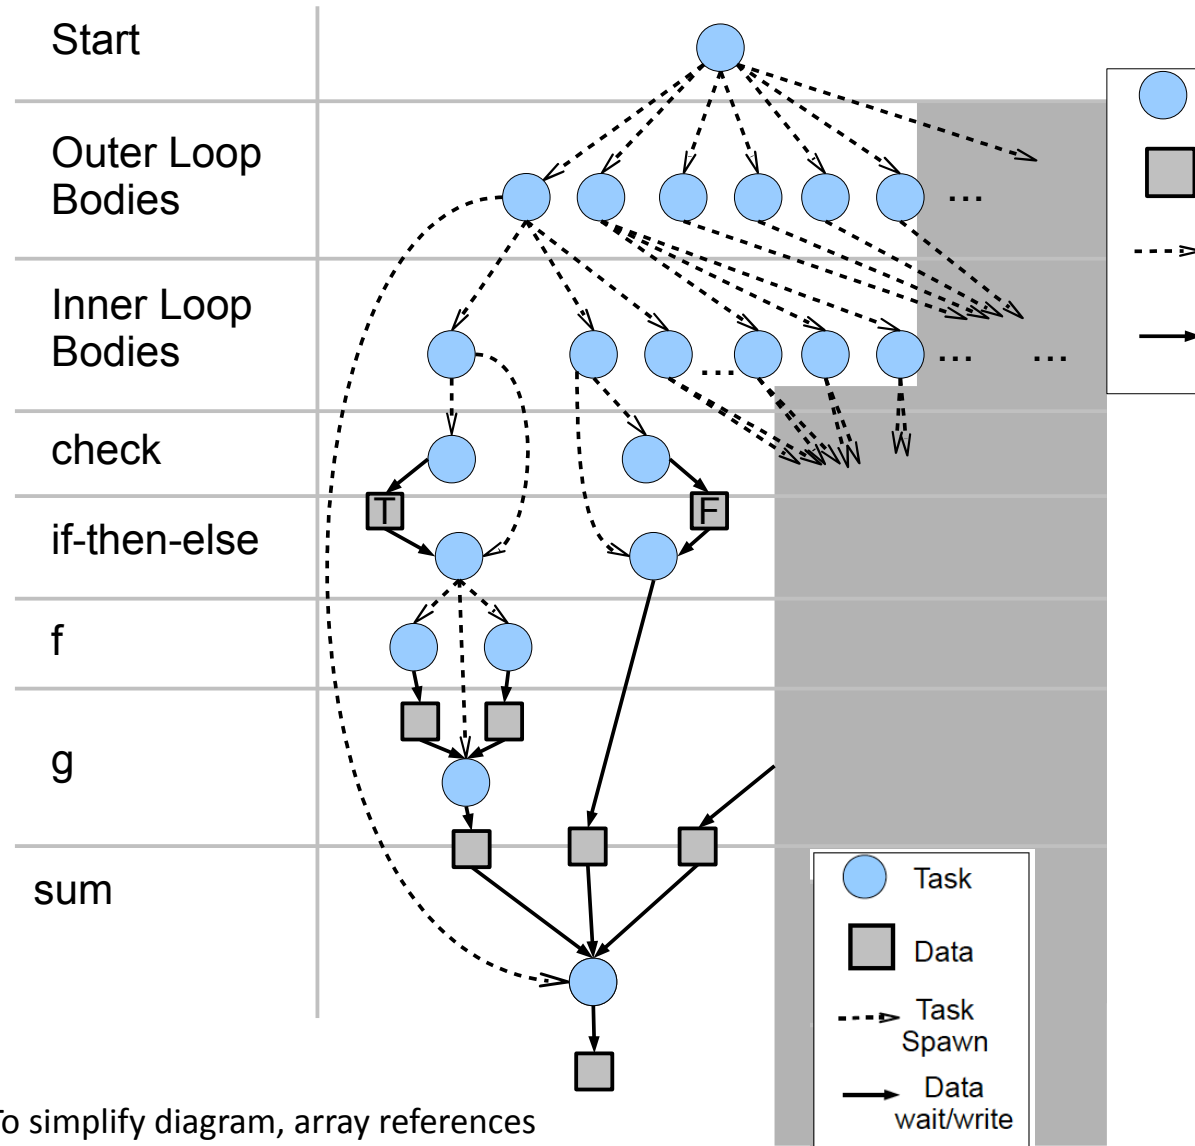 Start
Outer Loop
Bodies
...
Inner Loop
Bodies
...
...
...
check
T
F
if-then-else
f
g
sum
Task
Data
Task
Spawn
Data
wait/write
To simplify diagram, array references